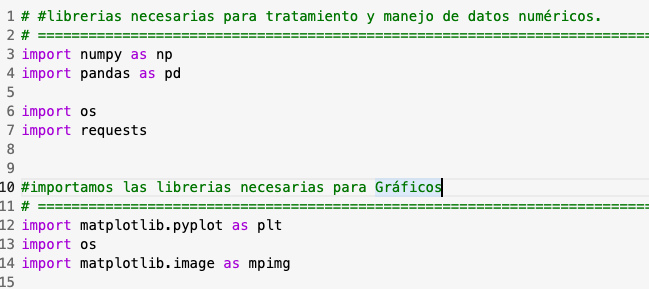 1 # #librerias necesarias para tratamiento y manejo de datos numéricos.
2 # ==========================================================================
3 import numpy as np
4 import pandas as pd
5
6 import os
7 import requests
8
9
10 #importamos las librerias necesarias para Gráficos
11 # ==========================================================================
12 import matplotlib.pyplot as plt
13 import os
14 import matplotlib.image as mpimg
15